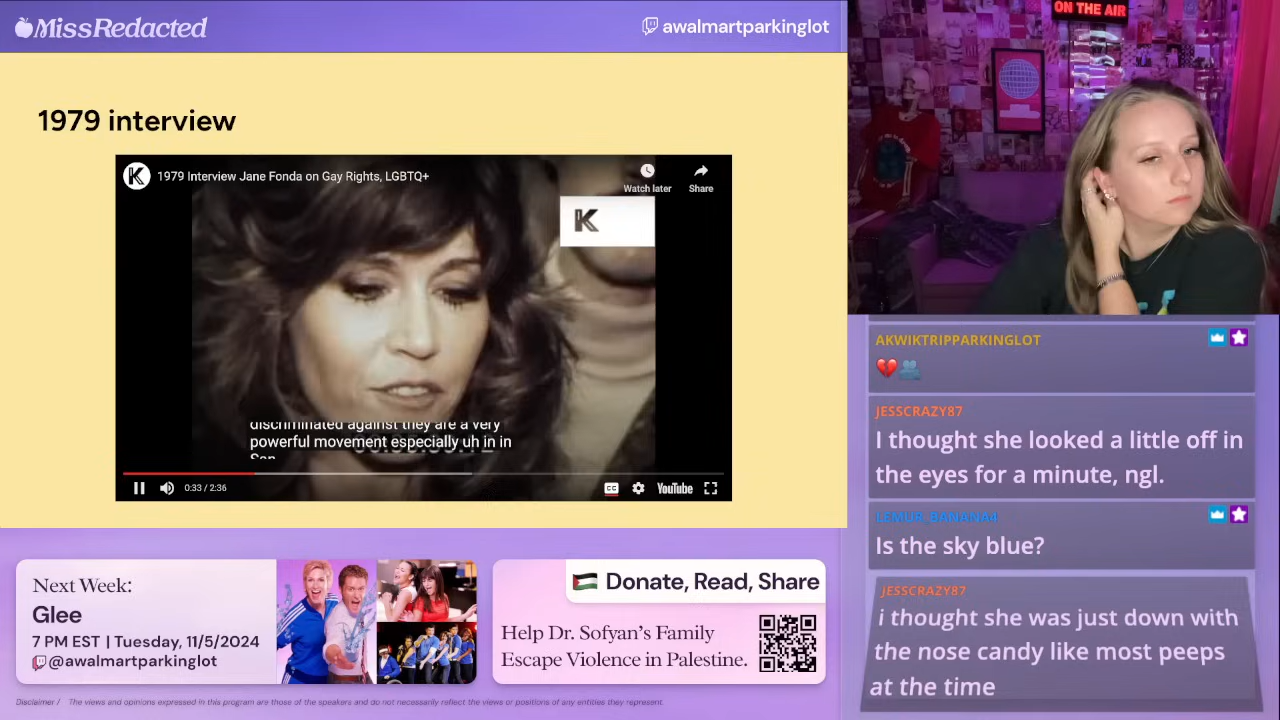 MissRedacted
awalmartparkinglot
ON THE AIR
1979 interview
K
1979 Interview Jane Fonda on Gay Rights, LGBTQ+
Watch later
Share
K
discriminated against they are a very
powerful movement especially uh in in
San
0:33 / 2:36
CC
YouTube
AKWIKTRIPPARKINGLOT
JESSCRAZY87
I thought she looked a little off in
the eyes for a minute, ngl.
LEMUR_BANANA4
Is the sky blue?
JESSCRAZY87
i thought she was just down with
the nose candy like most peeps
at the time
Next Week:
Glee
7 PM EST | Tuesday, 11/5/2024
@awalmartparkinglot
Donate, Read, Share
Help Dr. Sofyan's Family
Escape Violence in Palestine.
Disclaimer / The views and opinions expressed in this program are those of the speakers and do not necessarily reflect the views or positions of any entities they represent.